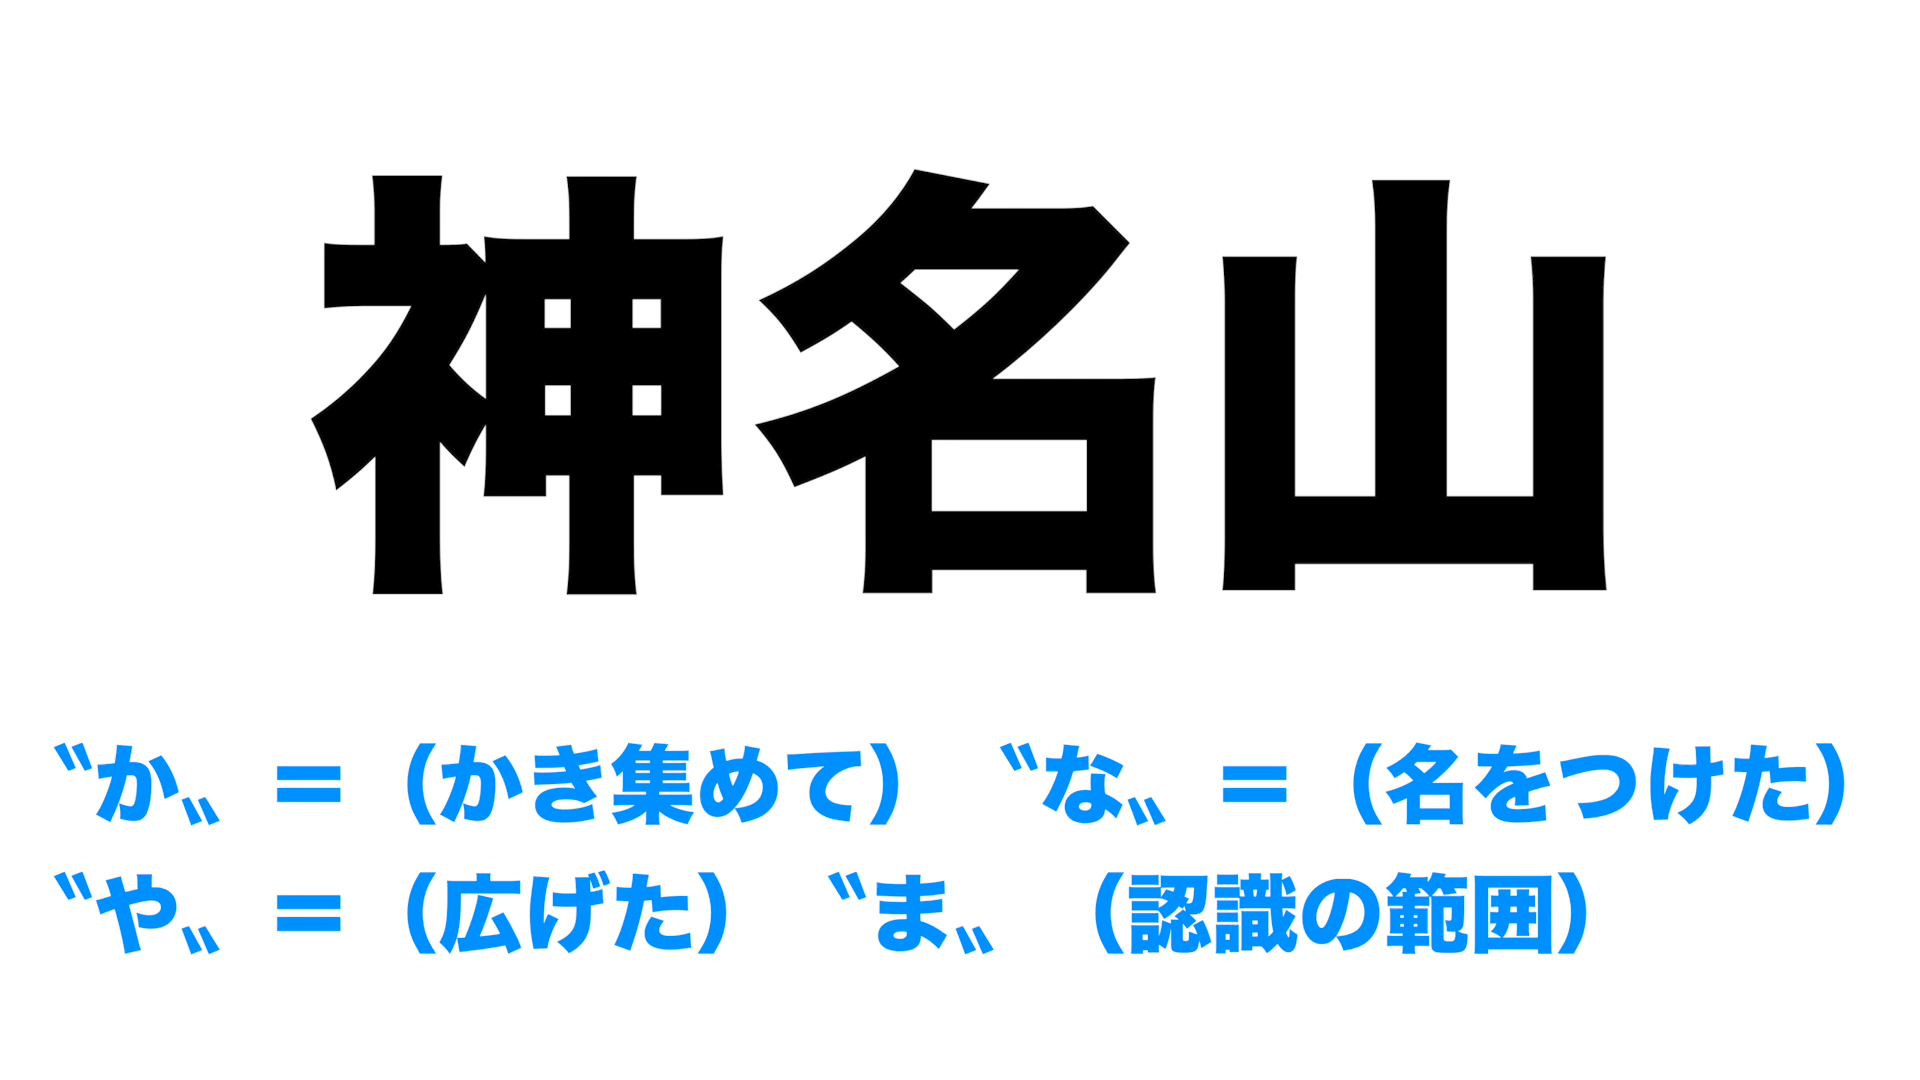 神名山
〝か〟＝（かき集めて）　〝な〟＝（名をつけた）
〝や〟＝（広げた）　〝ま〟　（認識の範囲）